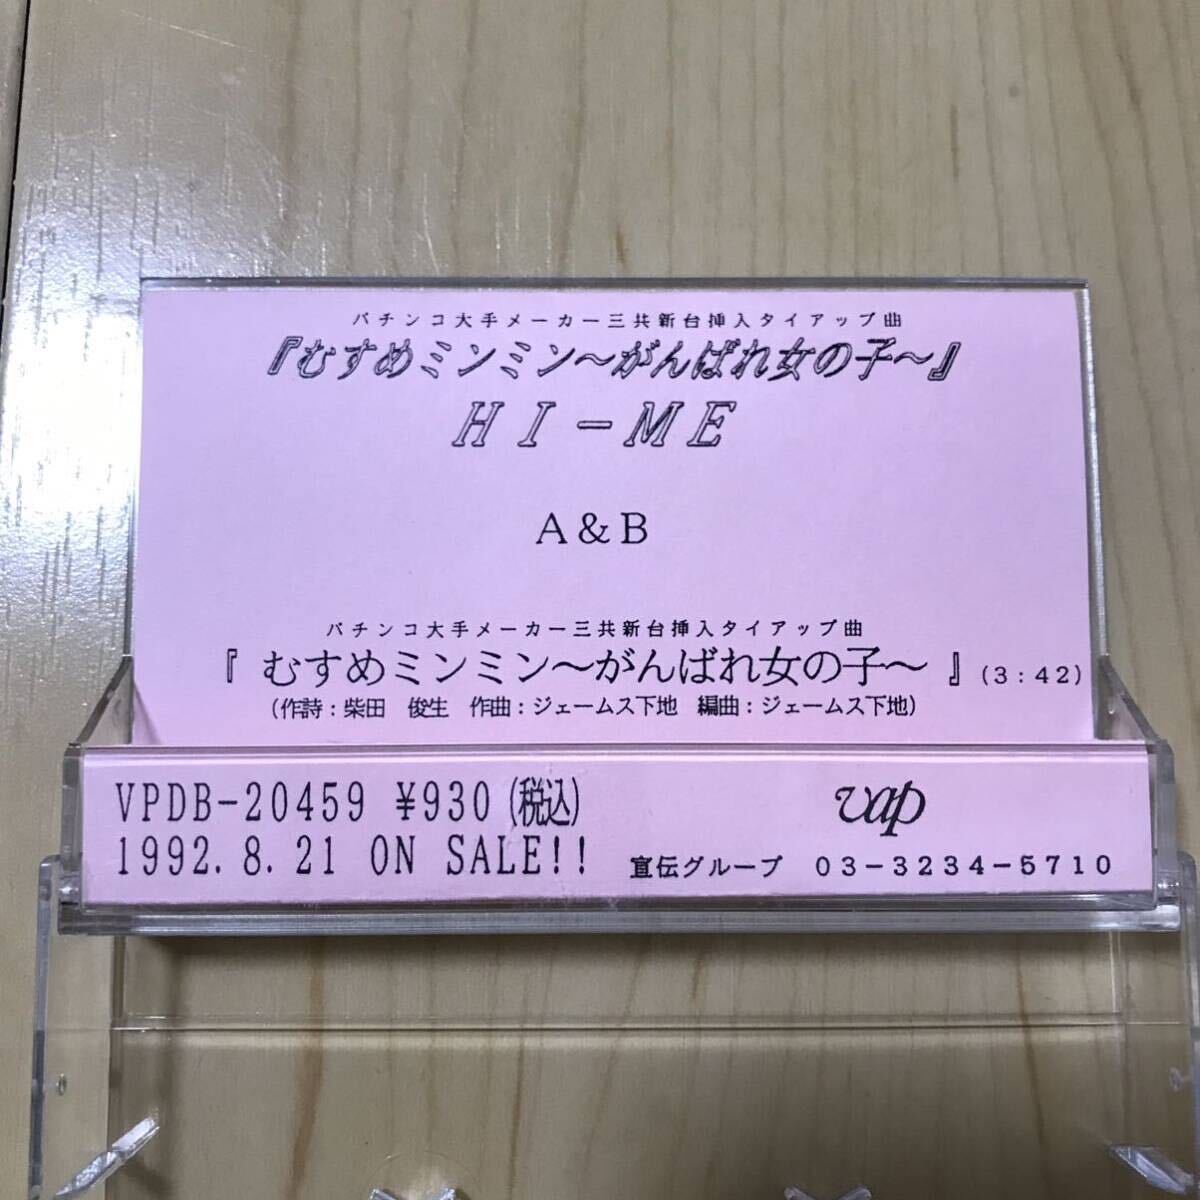 パチンコ大手メーカー三共新台挿入タイアップ曲
『むすめミンミン〜がんばれ女の子〜』
HI-ME
A&B
パチンコ大手メーカー三共新台挿入タイアップ曲
『むすめミンミン〜がんばれ女の子〜』(3:42)
(作詩：柴田 俊生 作曲：ジェームス下地 編曲：ジェームス下地)
VPDB-20459 ¥930(税込)
vap
1992.8.21 ON SALE!!
宣伝グループ 03-3234-5710